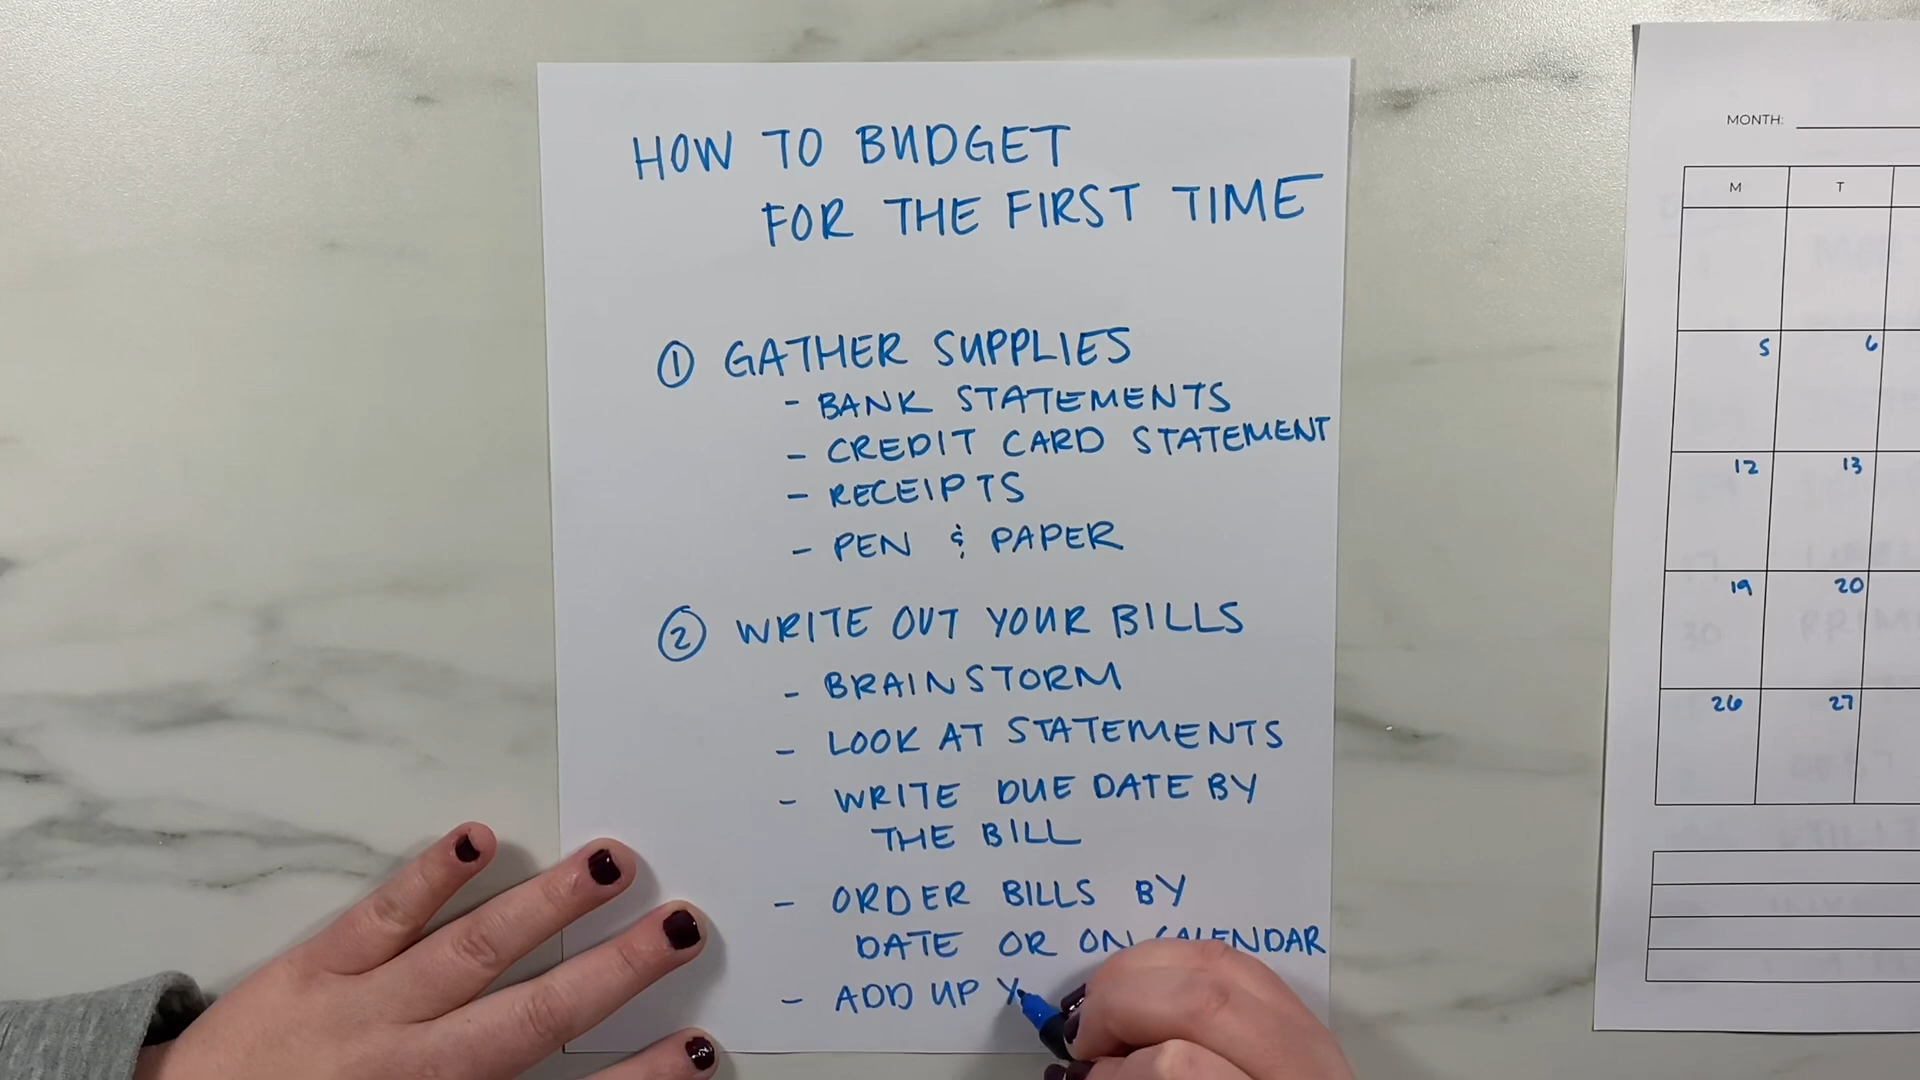 HOW TO BUDGET
FOR THE FIRST TIME
① GATHER SUPPLIES
- BANK STATEMENTS
- CREDIT CARD STATEMENT
- RECEIPTS
- PEN & PAPER
② WRITE OUT YOUR BILLS
- BRAINSTORM
- LOOK AT STATEMENTS
- WRITE DUE DATE BY
THE BILL
- ORDER BILLS BY
DATE OR ON CALENDAR
- ADD UP Y
MONTH:
M T
5 6
12 13
19 20
26 27